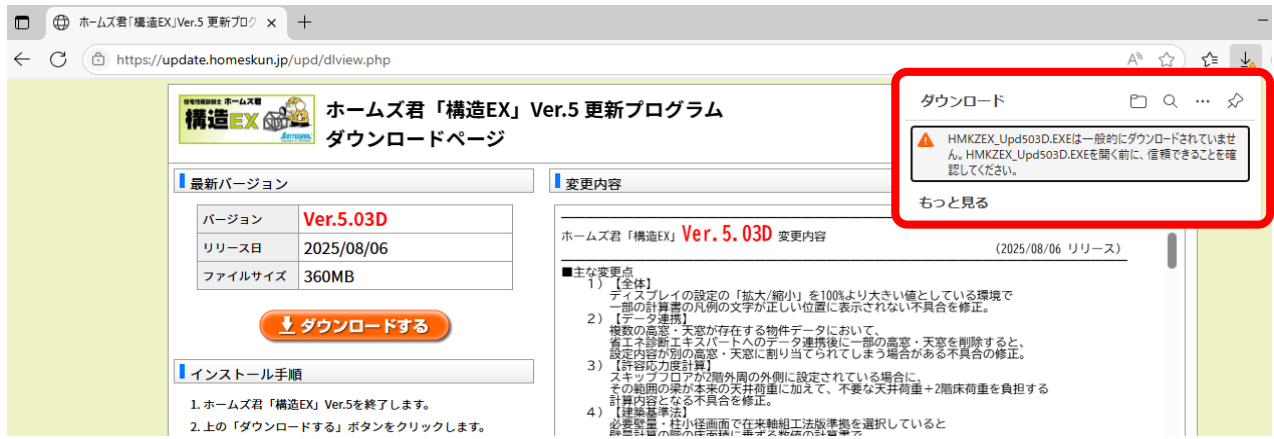 ホームズ君「構造EX」Ver.5 更新プログ
https://update.homeskun.jp/upd/dlview.php
ホームズ君
構造EX
INTEGRAL
ホームズ君「構造EX」Ver.5 更新プログラム
ダウンロードページ
ダウンロード
HMKZEX_Upd503D.EXEは一般的にダウンロードされていませ
ん。HMKZEX_Upd503D.EXEを開く前に、信頼できることを確
認してください。
もっと見る
最新バージョン
バージョン Ver.5.03D
リリース日 2025/08/06
ファイルサイズ 360MB
ダウンロードする
インストール手順
1. ホームズ君「構造EX」Ver.5を終了します。
2. 上の「ダウンロードする」ボタンをクリックします。
変更内容
ホームズ君「構造EX」Ver.5.03D 変更内容
(2025/08/06 リリース)
■主な変更点
1)【全体】
ディスプレイの設定の「拡大/縮小」を100%より大きい値としている環境で
一部の計算書の凡例の文字が正しい位置に表示されない不具合を修正。
2)【データ連携】
複数の高窓・天窓が存在する物件データにおいて、
省エネ診断エキスパートへのデータ連携後に一部の高窓・天窓を削除すると、
設定内容が別の高窓・天窓に割り当てられてしまう場合がある不具合の修正。
3)【許容応力度計算】
スキップフロアが2階外周の外側に設定されている場合に、
その範囲の梁が本来の天井荷重に加えて、不要な天井荷重+2階床荷重を負担する
計算内容となる不具合を修正。
4)【建築基準法】
必要壁量・柱小径画面で在来軸組工法版準拠を選択していると